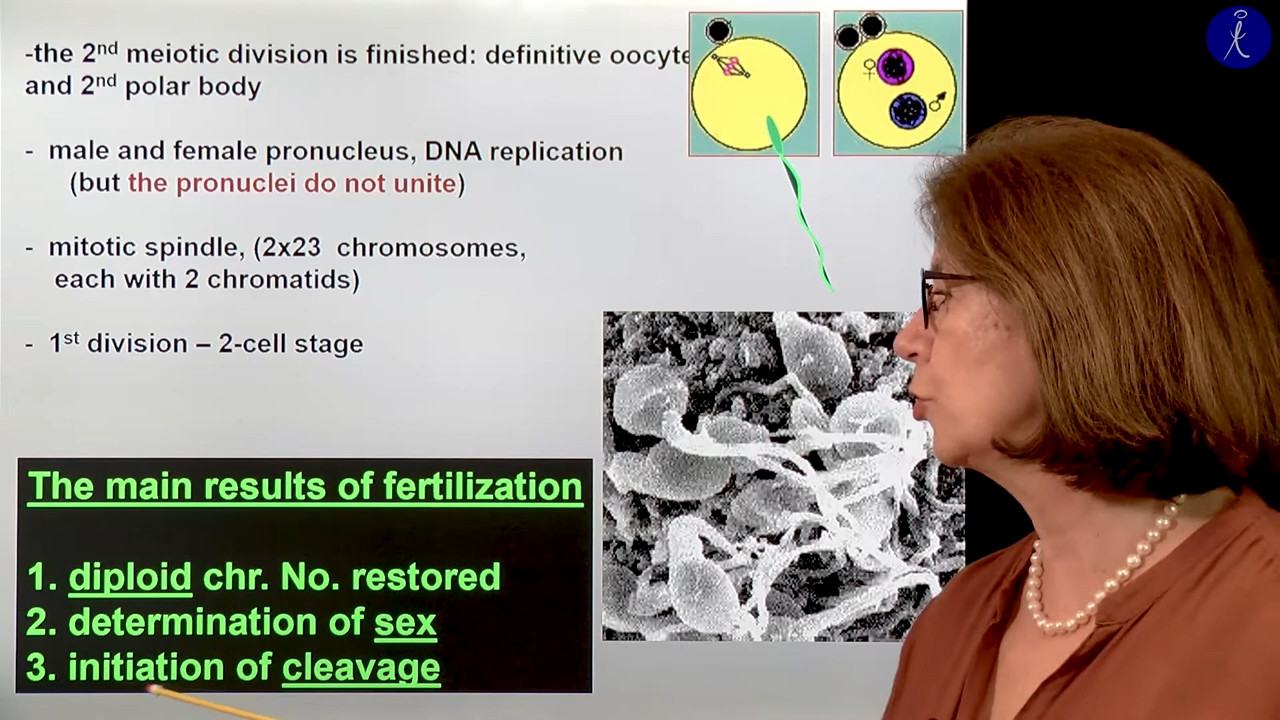 -the 2nd meiotic division is finished: definitive oocyte
and 2nd polar body
- male and female pronucleus, DNA replication
(but the pronuclei do not unite)
- mitotic spindle, (2x23 chromosomes,
each with 2 chromatids)
- 1st division – 2-cell stage
♀
♂
The main results of fertilization
1. diploid chr. No. restored
2. determination of sex
3. initiation of cleavage